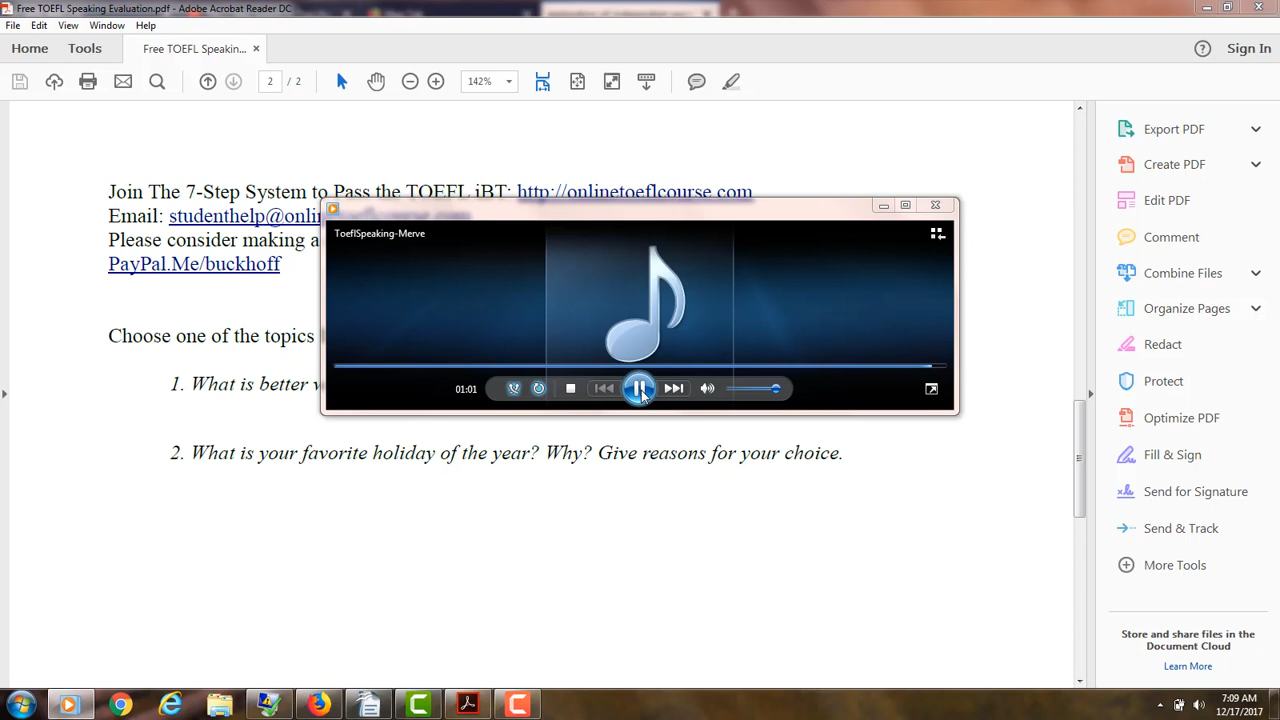 Free TOEFL Speaking Evaluation.pdf - Adobe Acrobat Reader DC
File Edit View Window Help
Home Tools Free TOEFL Speakin... × Sign In
2 / 2 142%
Join The 7-Step System to Pass the TOEFL iBT: http://onlinetoeflcourse.com
Email: studenthelp@onli
Please consider making a
PayPal.Me/buckhoff
Choose one of the topics
1. What is better
2. What is your favorite holiday of the year? Why? Give reasons for your choice.
ToeflSpeaking-Merve
01:01
Export PDF
Create PDF
Edit PDF
Comment
Combine Files
Organize Pages
Redact
Protect
Optimize PDF
Fill & Sign
Send for Signature
Send & Track
More Tools
Store and share files in the
Document Cloud
Learn More
7:09 AM
12/17/2017